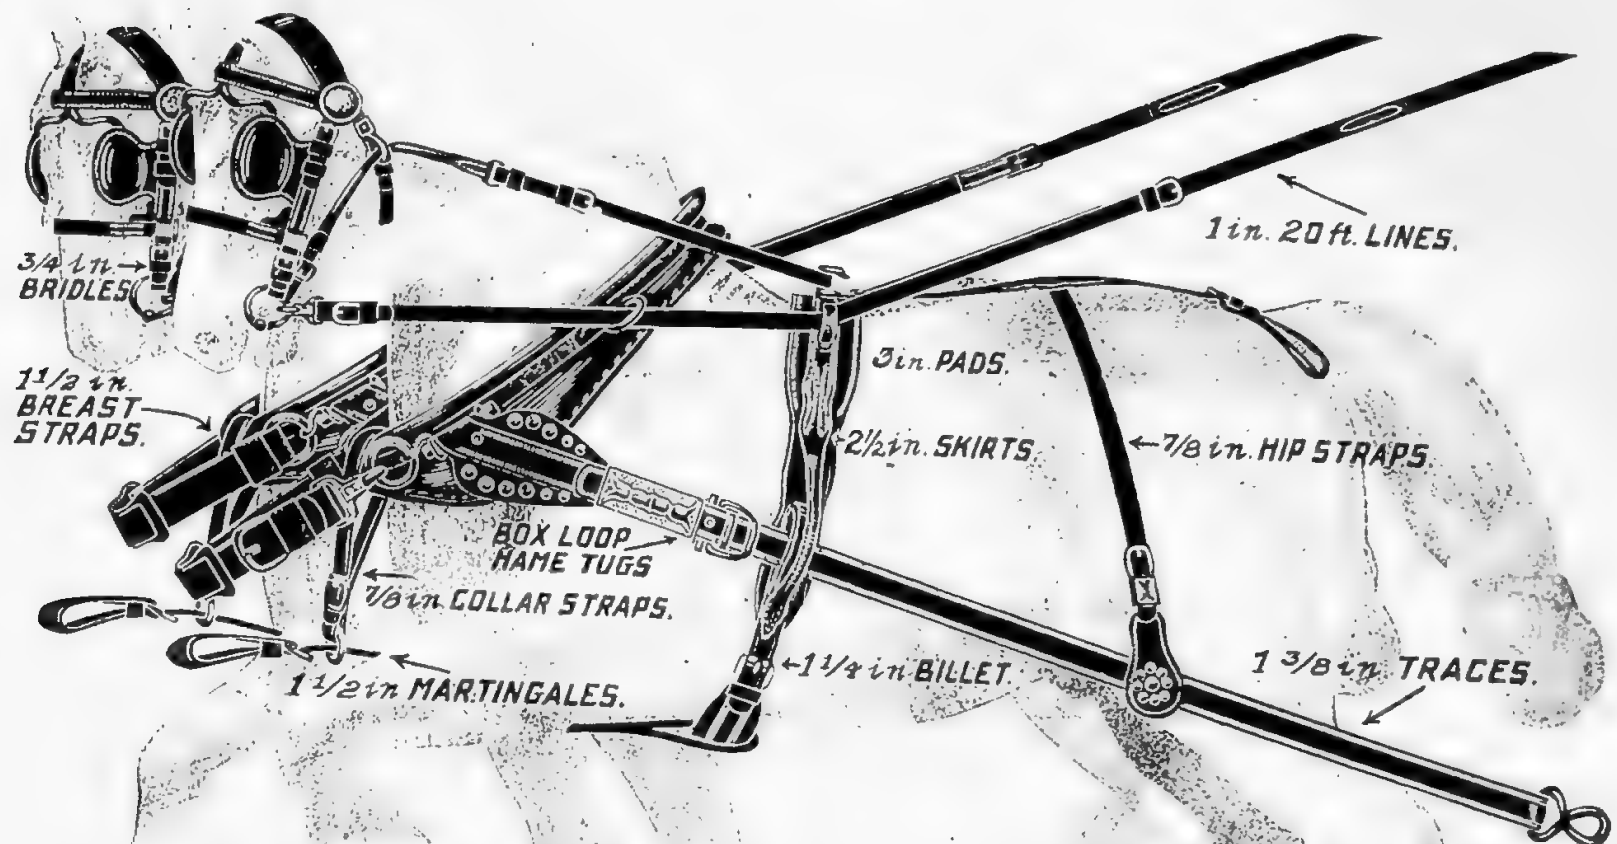 1 in. 20 ft. LINES.
3/4 in.
BRIDLES
3 in. PADS.
1 1/2 in.
BREAST
STRAPS.
2 1/2 in. SKIRTS.
7/8 in. HIP STRAPS.
BOX LOOP
HAME TUGS
7/8 in. COLLAR STRAPS.
1 1/4 in BILLET.
1 3/8 in TRACES.
1 1/2 in MARTINGALES.